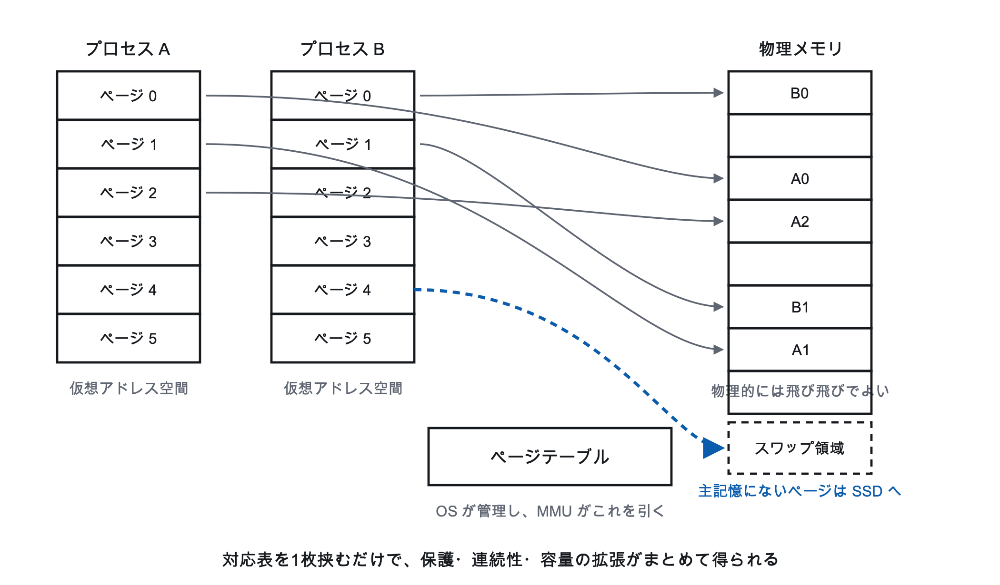 プロセス A
ページ 0
ページ 1
ページ 2
ページ 3
ページ 4
ページ 5
仮想アドレス空間
プロセス B
ページ 0
ページ 1
ページ 2
ページ 3
ページ 4
ページ 5
仮想アドレス空間
物理メモリ
B0
A0
A2
B1
A1
物理的には飛び飛びでよい
スワップ領域
主記憶にないページは SSD へ
ページテーブル
OS が管理し、MMU がこれを引く
対応表を1枚挟むだけで、保護・連続性・容量の拡張がまとめて得られる